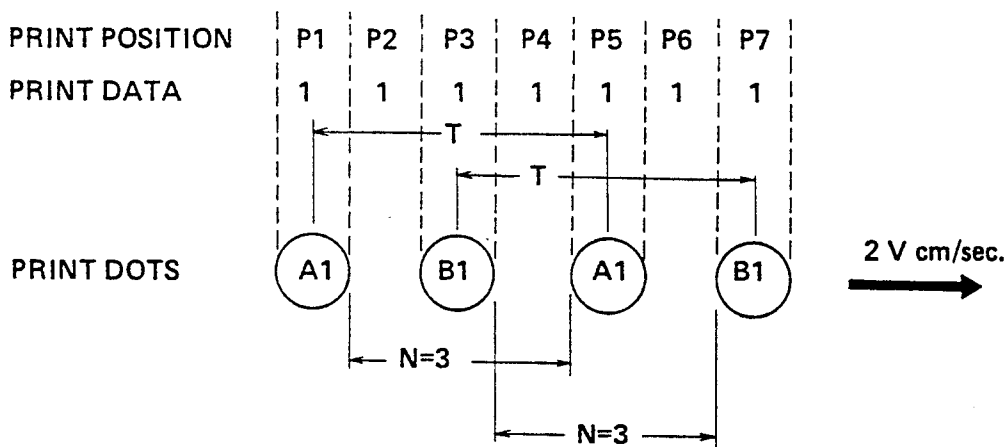 PRINT POSITION P1 P2 P3 P4 P5 P6 P7
PRINT DATA 1 1 1 1 1 1 1
T
T
PRINT DOTS A1 B1 A1 B1 2 V cm/sec.
N=3
N=3